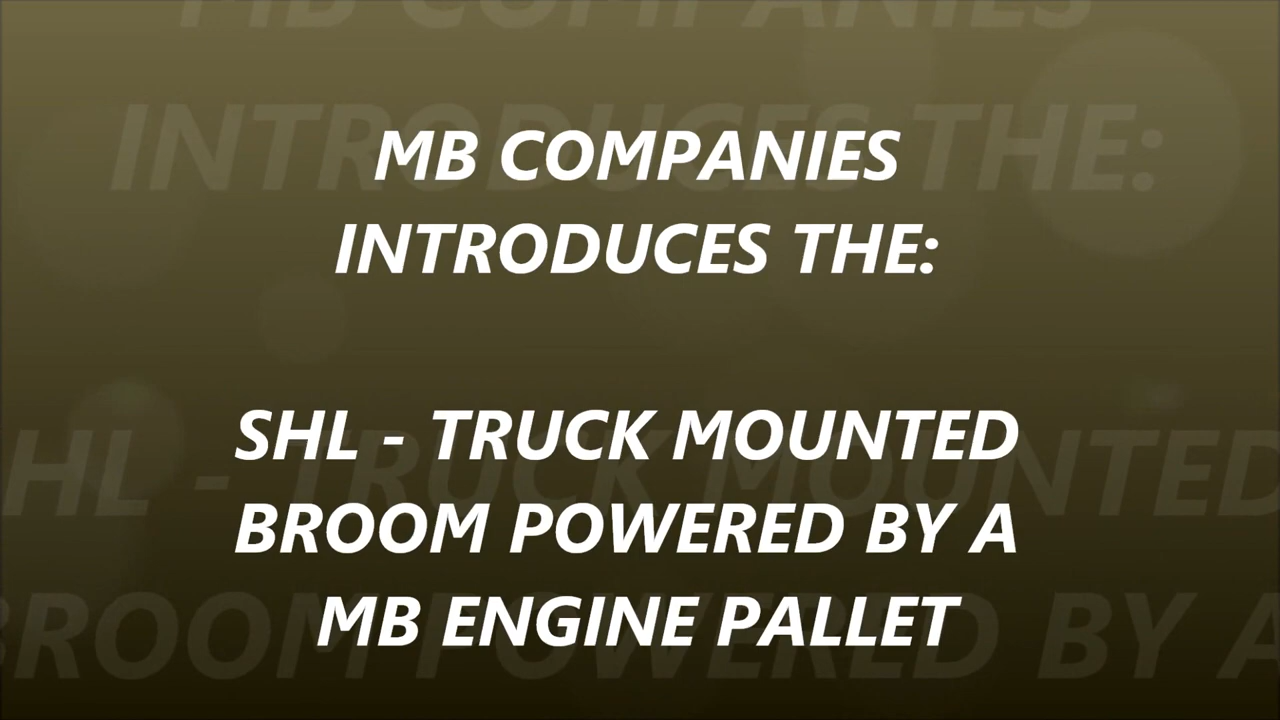 MB COMPANIES
INTRODUCES THE:
SHL - TRUCK MOUNTED
BROOM POWERED BY A
MB ENGINE PALLET